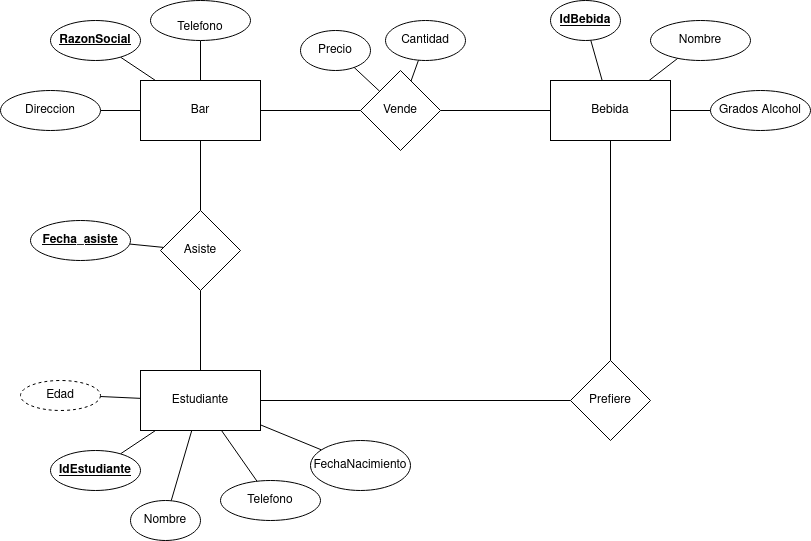 IdBebida
Telefono
RazonSocial
Precio
Cantidad
Nombre
Direccion
Bar
Vende
Bebida
Grados Alcohol
Fecha_asiste
Asiste
Edad
Estudiante
Prefiere
IdEstudiante
FechaNacimiento
Telefono
Nombre